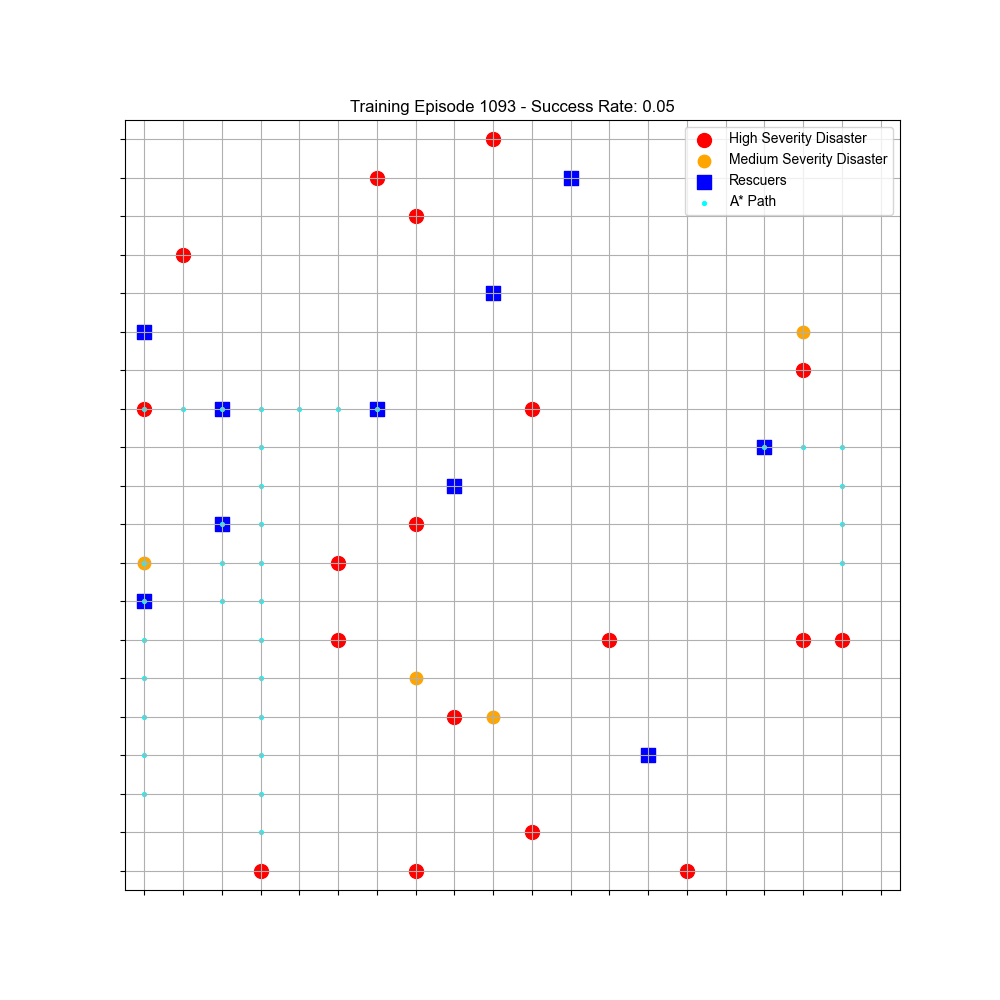 Training Episode 1093 - Success Rate: 0.05
High Severity Disaster
Medium Severity Disaster
Rescuers
A* Path